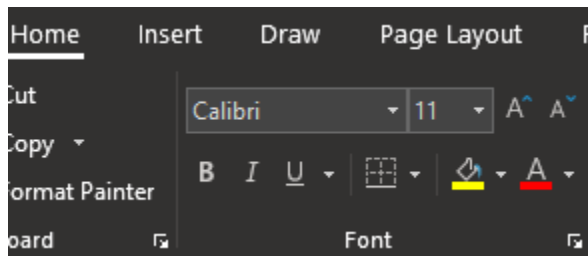 Home Insert Draw Page Layout
Cut
Calibri 11 A A
Copy
B I U A
Format Painter
Font